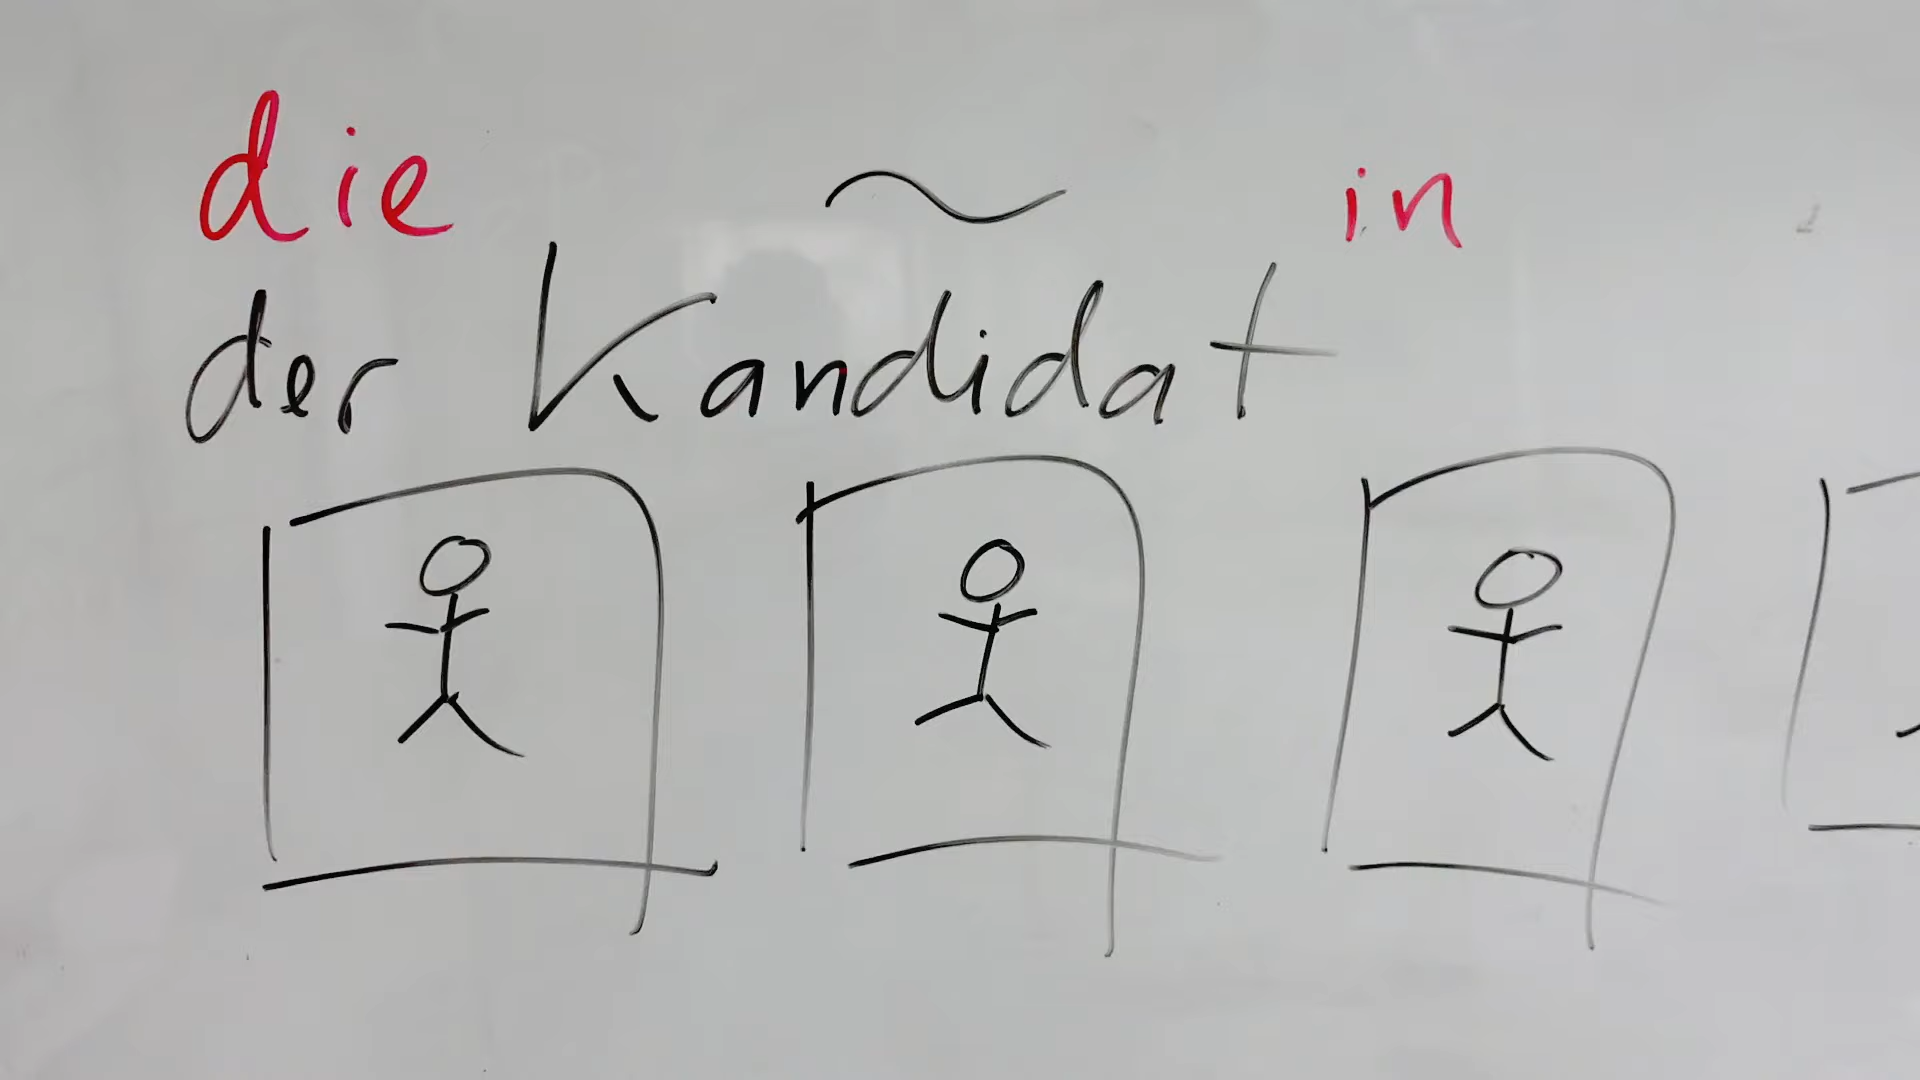 die ~ in
der Kandidat